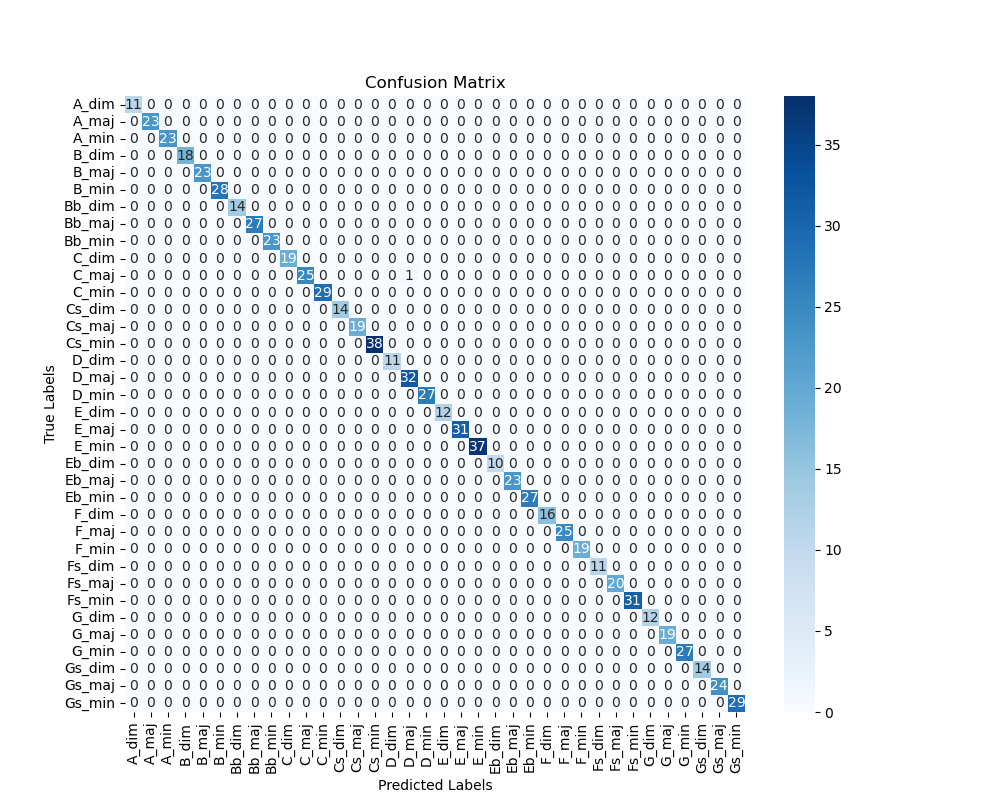 Confusion Matrix
A_dim 11 0 0 0 0 0 0 0 0 0 0 0 0 0 0 0 0 0 0 0 0 0 0 0 0 0 0 0 0 0 0 0 0 0 0 0
A_maj 0 23 0 0 0 0 0 0 0 0 0 0 0 0 0 0 0 0 0 0 0 0 0 0 0 0 0 0 0 0 0 0 0 0 0 0
A_min 0 0 23 0 0 0 0 0 0 0 0 0 0 0 0 0 0 0 0 0 0 0 0 0 0 0 0 0 0 0 0 0 0 0 0 0
B_dim 0 0 0 18 0 0 0 0 0 0 0 0 0 0 0 0 0 0 0 0 0 0 0 0 0 0 0 0 0 0 0 0 0 0 0 0
B_maj 0 0 0 0 23 0 0 0 0 0 0 0 0 0 0 0 0 0 0 0 0 0 0 0 0 0 0 0 0 0 0 0 0 0 0 0
B_min 0 0 0 0 0 28 0 0 0 0 0 0 0 0 0 0 0 0 0 0 0 0 0 0 0 0 0 0 0 0 0 0 0 0 0 0
Bb_dim 0 0 0 0 0 0 14 0 0 0 0 0 0 0 0 0 0 0 0 0 0 0 0 0 0 0 0 0 0 0 0 0 0 0 0 0
Bb_maj 0 0 0 0 0 0 0 27 0 0 0 0 0 0 0 0 0 0 0 0 0 0 0 0 0 0 0 0 0 0 0 0 0 0 0 0
Bb_min 0 0 0 0 0 0 0 0 23 0 0 0 0 0 0 0 0 0 0 0 0 0 0 0 0 0 0 0 0 0 0 0 0 0 0 0
C_dim 0 0 0 0 0 0 0 0 0 19 0 0 0 0 0 0 0 0 0 0 0 0 0 0 0 0 0 0 0 0 0 0 0 0 0 0
C_maj 0 0 0 0 0 0 0 0 0 0 25 0 0 0 0 0 1 0 0 0 0 0 0 0 0 0 0 0 0 0 0 0 0 0 0 0
C_min 0 0 0 0 0 0 0 0 0 0 0 29 0 0 0 0 0 0 0 0 0 0 0 0 0 0 0 0 0 0 0 0 0 0 0 0
Cs_dim 0 0 0 0 0 0 0 0 0 0 0 0 14 0 0 0 0 0 0 0 0 0 0 0 0 0 0 0 0 0 0 0 0 0 0 0
Cs_maj 0 0 0 0 0 0 0 0 0 0 0 0 0 19 0 0 0 0 0 0 0 0 0 0 0 0 0 0 0 0 0 0 0 0 0 0
Cs_min 0 0 0 0 0 0 0 0 0 0 0 0 0 0 38 0 0 0 0 0 0 0 0 0 0 0 0 0 0 0 0 0 0 0 0 0
D_dim 0 0 0 0 0 0 0 0 0 0 0 0 0 0 0 11 0 0 0 0 0 0 0 0 0 0 0 0 0 0 0 0 0 0 0 0
D_maj 0 0 0 0 0 0 0 0 0 0 0 0 0 0 0 0 32 0 0 0 0 0 0 0 0 0 0 0 0 0 0 0 0 0 0 0
D_min 0 0 0 0 0 0 0 0 0 0 0 0 0 0 0 0 0 27 0 0 0 0 0 0 0 0 0 0 0 0 0 0 0 0 0 0
E_dim 0 0 0 0 0 0 0 0 0 0 0 0 0 0 0 0 0 0 12 0 0 0 0 0 0 0 0 0 0 0 0 0 0 0 0 0
E_maj 0 0 0 0 0 0 0 0 0 0 0 0 0 0 0 0 0 0 0 31 0 0 0 0 0 0 0 0 0 0 0 0 0 0 0 0
E_min 0 0 0 0 0 0 0 0 0 0 0 0 0 0 0 0 0 0 0 0 37 0 0 0 0 0 0 0 0 0 0 0 0 0 0 0
Eb_dim 0 0 0 0 0 0 0 0 0 0 0 0 0 0 0 0 0 0 0 0 0 10 0 0 0 0 0 0 0 0 0 0 0 0 0 0
Eb_maj 0 0 0 0 0 0 0 0 0 0 0 0 0 0 0 0 0 0 0 0 0 0 23 0 0 0 0 0 0 0 0 0 0 0 0 0
Eb_min 0 0 0 0 0 0 0 0 0 0 0 0 0 0 0 0 0 0 0 0 0 0 0 27 0 0 0 0 0 0 0 0 0 0 0 0
F_dim 0 0 0 0 0 0 0 0 0 0 0 0 0 0 0 0 0 0 0 0 0 0 0 0 16 0 0 0 0 0 0 0 0 0 0 0
F_maj 0 0 0 0 0 0 0 0 0 0 0 0 0 0 0 0 0 0 0 0 0 0 0 0 0 25 0 0 0 0 0 0 0 0 0 0
F_min 0 0 0 0 0 0 0 0 0 0 0 0 0 0 0 0 0 0 0 0 0 0 0 0 0 0 19 0 0 0 0 0 0 0 0 0
Fs_dim 0 0 0 0 0 0 0 0 0 0 0 0 0 0 0 0 0 0 0 0 0 0 0 0 0 0 0 11 0 0 0 0 0 0 0 0
Fs_maj 0 0 0 0 0 0 0 0 0 0 0 0 0 0 0 0 0 0 0 0 0 0 0 0 0 0 0 0 20 0 0 0 0 0 0 0
Fs_min 0 0 0 0 0 0 0 0 0 0 0 0 0 0 0 0 0 0 0 0 0 0 0 0 0 0 0 0 0 31 0 0 0 0 0 0
G_dim 0 0 0 0 0 0 0 0 0 0 0 0 0 0 0 0 0 0 0 0 0 0 0 0 0 0 0 0 0 0 12 0 0 0 0 0
G_maj 0 0 0 0 0 0 0 0 0 0 0 0 0 0 0 0 0 0 0 0 0 0 0 0 0 0 0 0 0 0 0 19 0 0 0 0
G_min 0 0 0 0 0 0 0 0 0 0 0 0 0 0 0 0 0 0 0 0 0 0 0 0 0 0 0 0 0 0 0 0 27 0 0 0
Gs_dim 0 0 0 0 0 0 0 0 0 0 0 0 0 0 0 0 0 0 0 0 0 0 0 0 0 0 0 0 0 0 0 0 0 14 0 0
Gs_maj 0 0 0 0 0 0 0 0 0 0 0 0 0 0 0 0 0 0 0 0 0 0 0 0 0 0 0 0 0 0 0 0 0 0 24 0
Gs_min 0 0 0 0 0 0 0 0 0 0 0 0 0 0 0 0 0 0 0 0 0 0 0 0 0 0 0 0 0 0 0 0 0 0 0 29
True Labels
A_dim A_maj A_min B_dim B_maj B_min Bb_dim Bb_maj Bb_min C_dim C_maj C_min Cs_dim Cs_maj Cs_min D_dim D_maj D_min E_dim E_maj E_min Eb_dim Eb_maj Eb_min F_dim F_maj F_min Fs_dim Fs_maj Fs_min G_dim G_maj G_min Gs_dim Gs_maj Gs_min
Predicted Labels
35
30
25
20
15
10
5
0